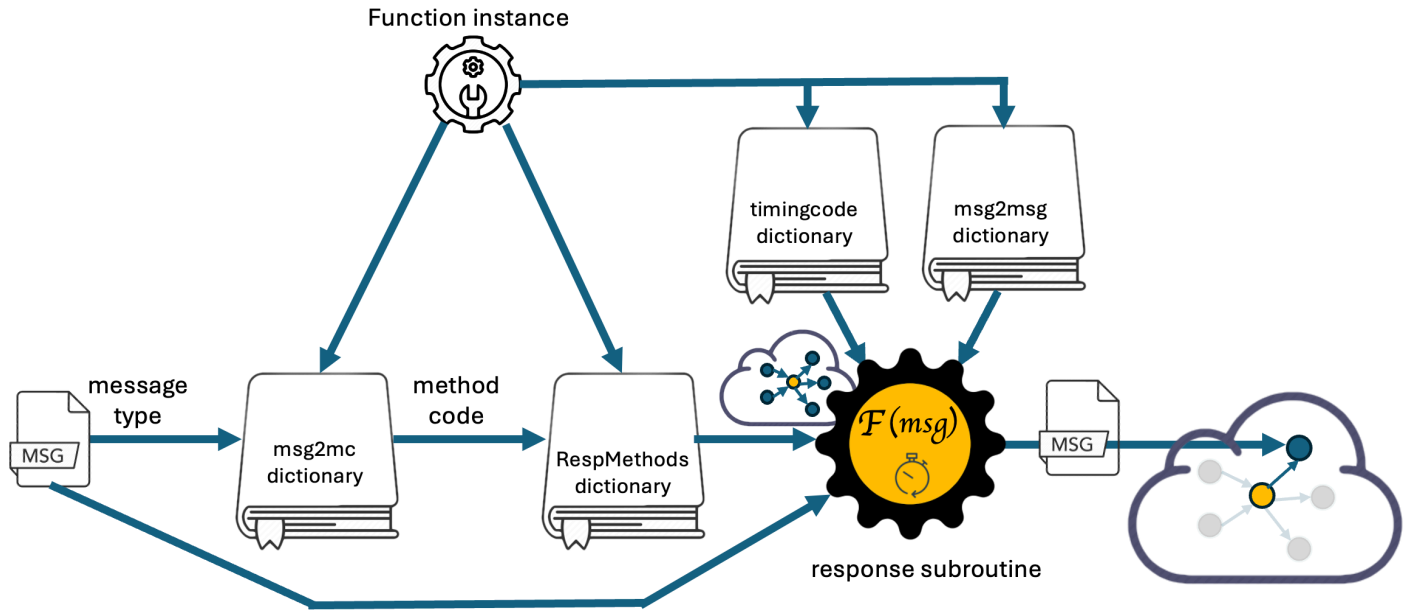 Function instance
timingcode
dictionary
msg2msg
dictionary
message
type
method
code
MSG
msg2mc
dictionary
RespMethods
dictionary
F(msg)
MSG
response subroutine